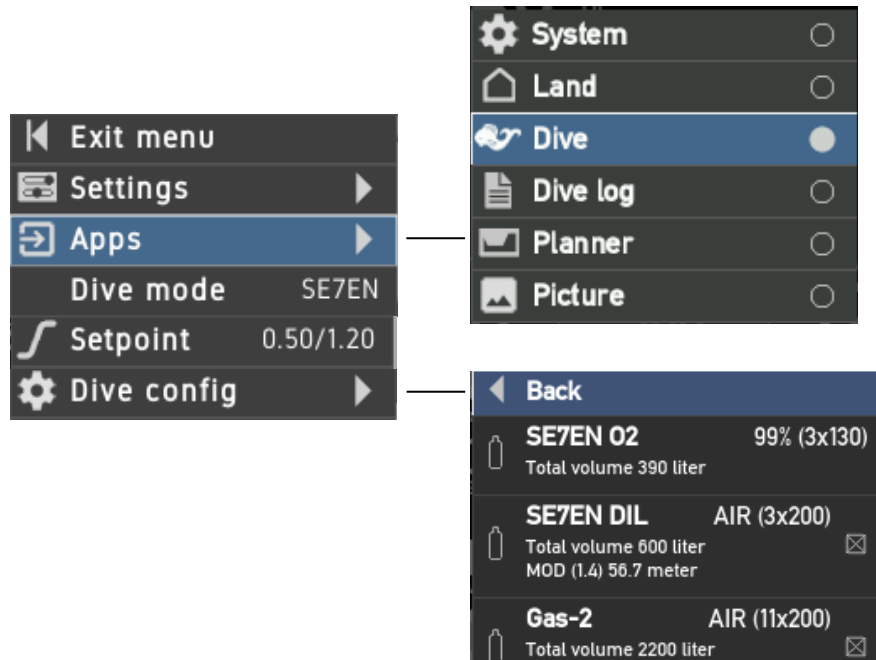 Exit menu
Settings
Apps
Dive mode SE7EN
Setpoint 0.50/1.20
Dive config
System
Land
Dive
Dive log
Planner
Picture
Back
SE7EN O2 99% (3x130)
Total volume 390 liter
SE7EN DIL AIR (3x200)
Total volume 600 liter
MOD (1.4) 56.7 meter
Gas-2 AIR (11x200)
Total volume 2200 liter